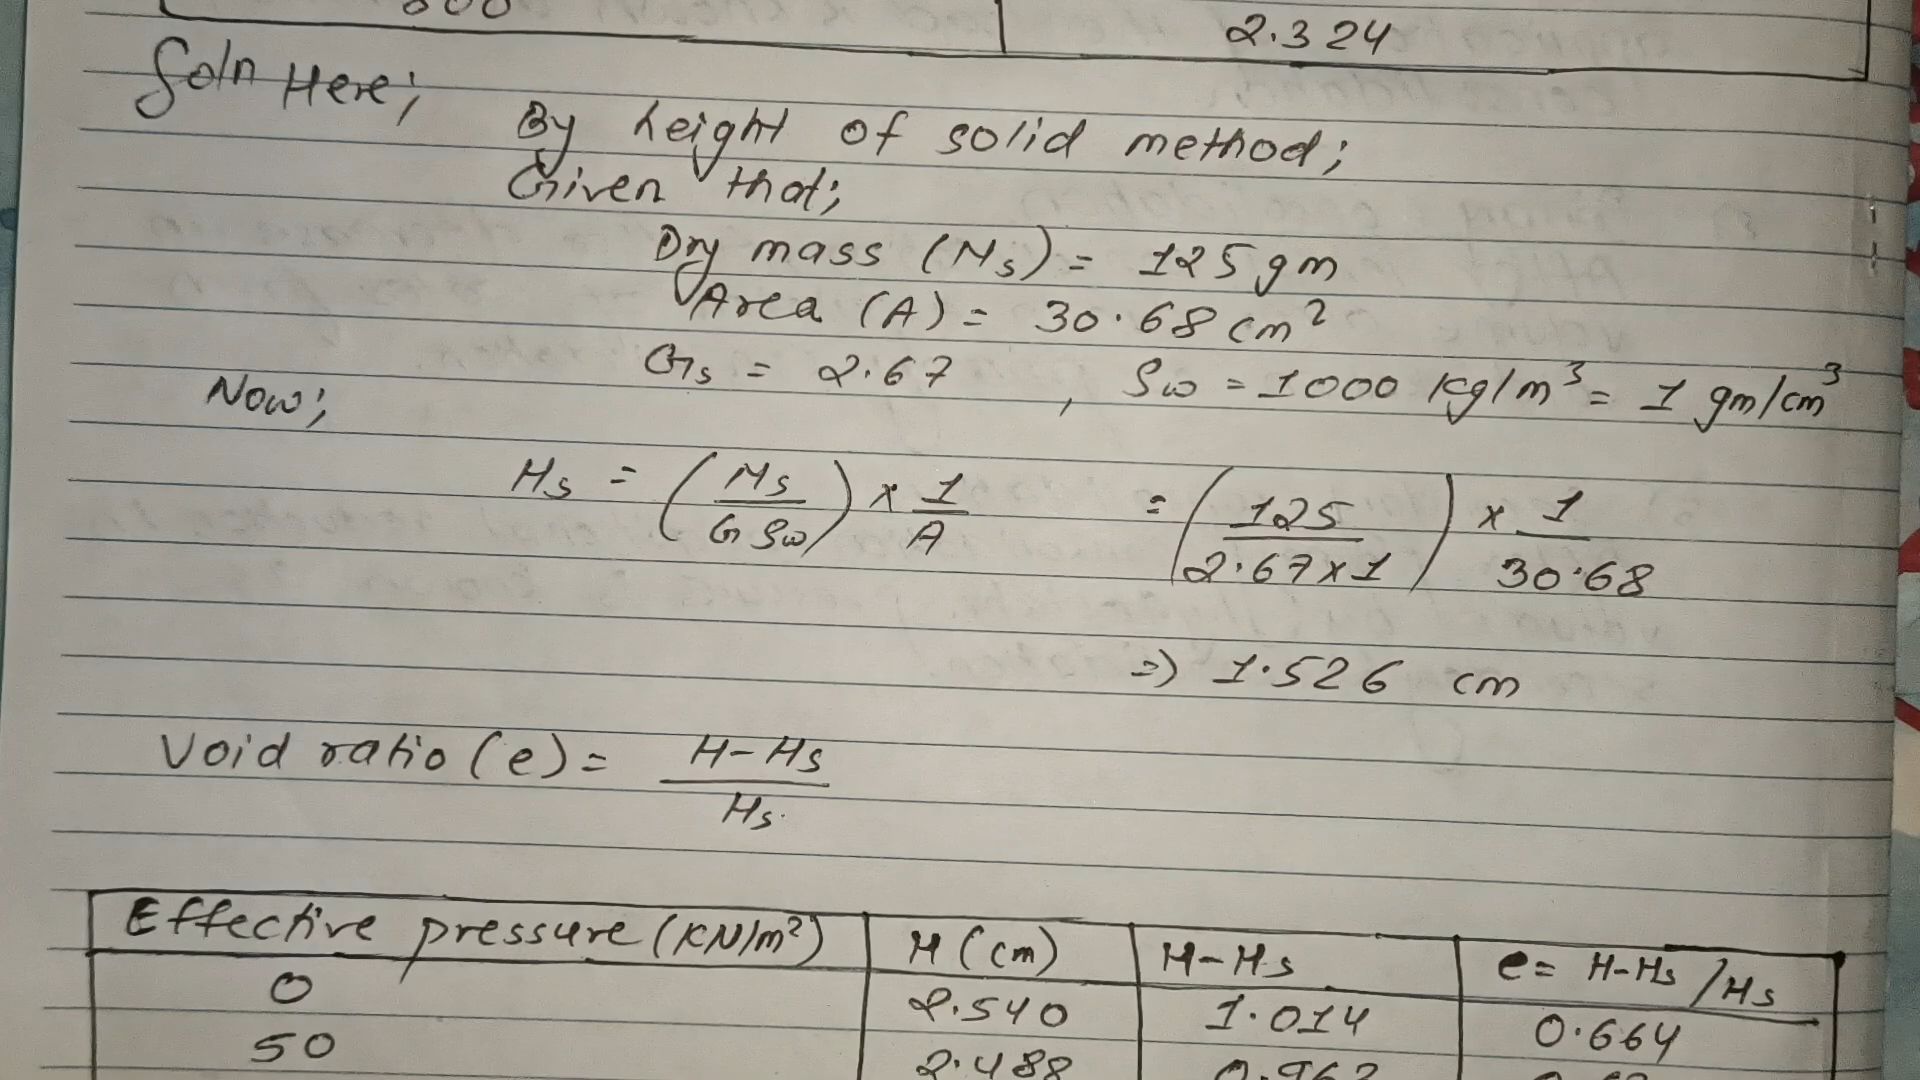 2.324
Soln Here;
By height of solid method;
Given that;
Dry mass (Ms) = 125 gm
Area (A) = 30.68 cm²
Gs = 2.67 , ρw = 1000 kg/m³ = 1 gm/cm³
Now;
Hs = (Ms / G ρw) × 1/A = (125 / 2.67×1) × 1/30.68
⇒ 1.526 cm
Void ratio (e) = H-Hs / Hs.
Effective pressure (KN/m²) H (cm) H-Hs e = H-Hs/Hs
0 2.540 1.014 0.664
50 2.488